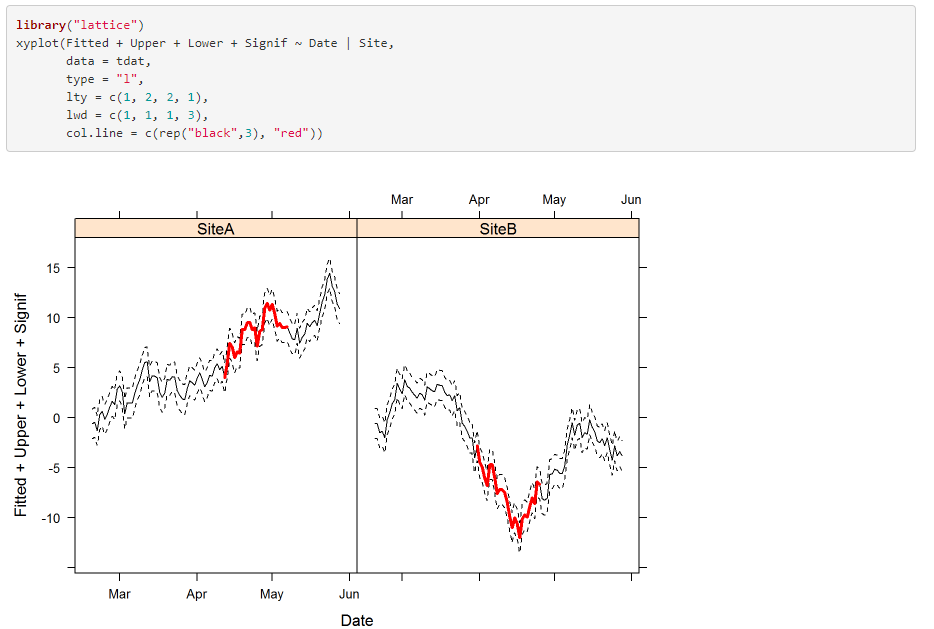 library("lattice")
xyplot(Fitted + Upper + Lower + Signif ~ Date | Site,
       data = tdat,
       type = "l",
       lty = c(1, 2, 2, 1),
       lwd = c(1, 1, 1, 3),
       col.line = c(rep("black",3), "red"))
Mar Apr May Jun
SiteA SiteB
15
10
5
0
-5
-10
Fitted + Upper + Lower + Signif
Mar Apr May Jun
Date